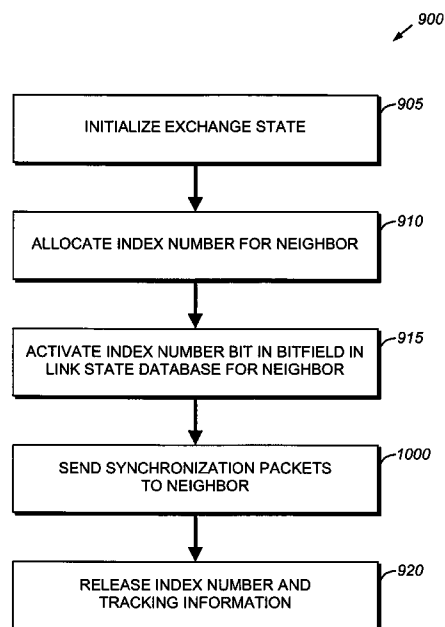 900
INITIALIZE EXCHANGE STATE
905
ALLOCATE INDEX NUMBER FOR NEIGHBOR
910
ACTIVATE INDEX NUMBER BIT IN BITFIELD IN
LINK STATE DATABASE FOR NEIGHBOR
915
SEND SYNCHRONIZATION PACKETS
TO NEIGHBOR
1000
RELEASE INDEX NUMBER AND
TRACKING INFORMATION
920